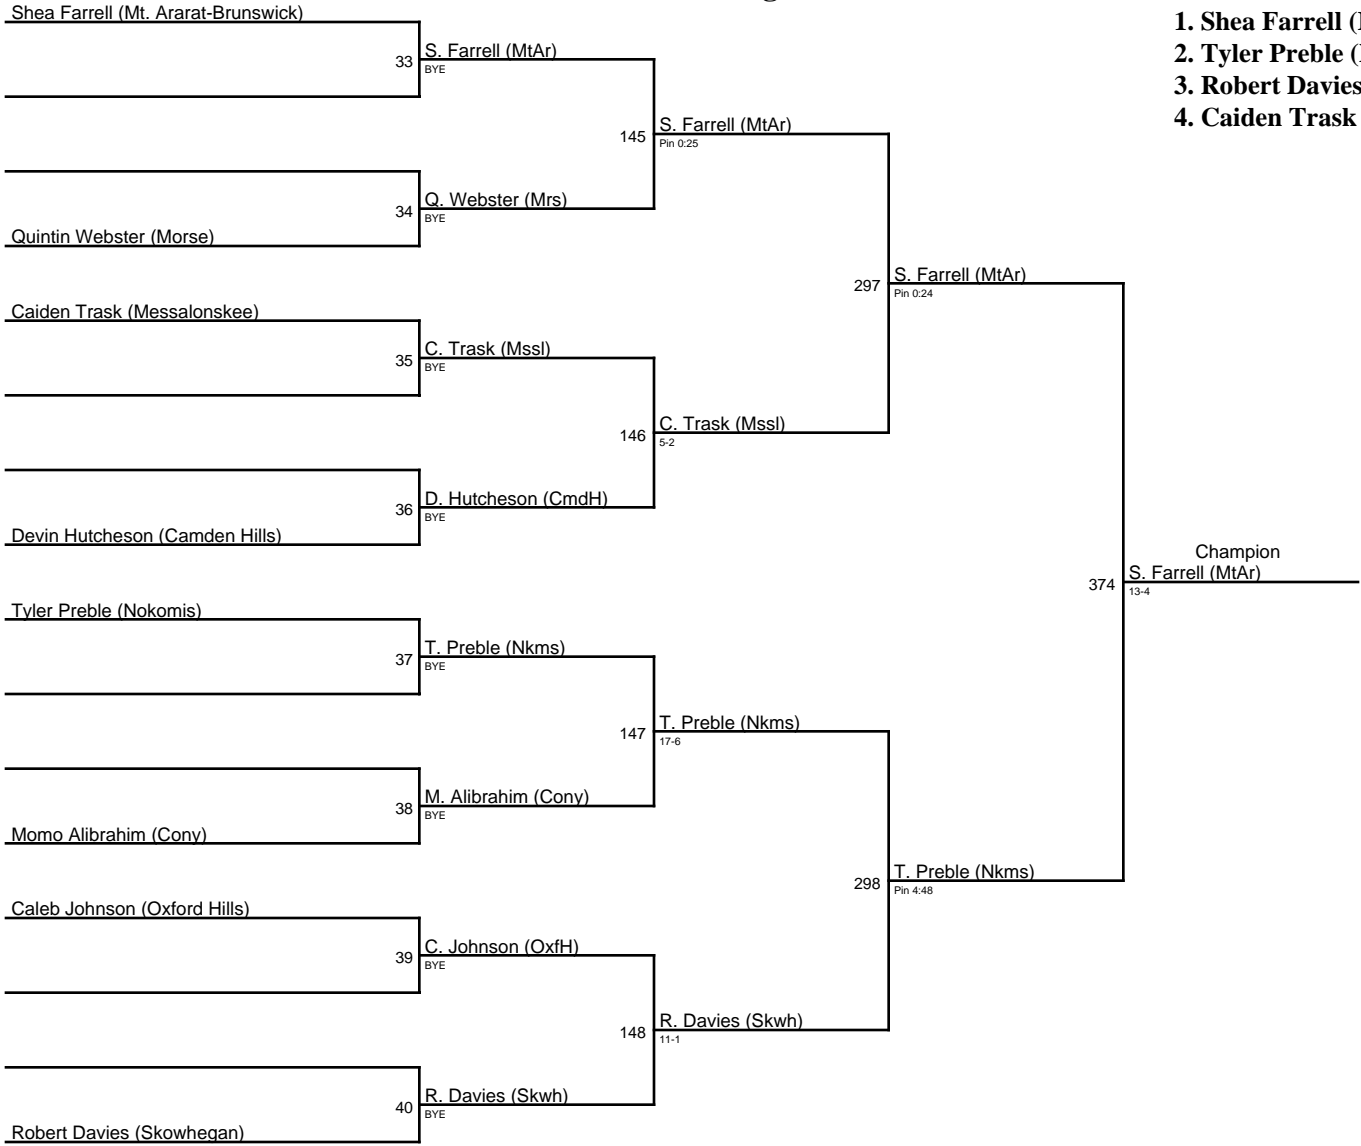 Shea Farrell (Mt. Ararat-Brunswick)
33
S. Farrell (MtAr)
BYE
145
S. Farrell (MtAr)
Pin 0:25
34
Q. Webster (Mrs)
BYE
Quintin Webster (Morse)
297
S. Farrell (MtAr)
Pin 0:24
Caiden Trask (Messalonskee)
35
C. Trask (Mssl)
BYE
146
C. Trask (Mssl)
5-2
36
D. Hutcheson (CmdH)
BYE
Devin Hutcheson (Camden Hills)
Champion
374
S. Farrell (MtAr)
13-4
Tyler Preble (Nokomis)
37
T. Preble (Nkms)
BYE
147
T. Preble (Nkms)
17-6
38
M. Alibrahim (Cony)
BYE
Momo Alibrahim (Cony)
298
T. Preble (Nkms)
Pin 4:48
Caleb Johnson (Oxford Hills)
39
C. Johnson (OxfH)
BYE
148
R. Davies (Skwh)
11-1
40
R. Davies (Skwh)
BYE
Robert Davies (Skowhegan)
1. Shea Farrell (
2. Tyler Preble (
3. Robert Davies
4. Caiden Trask